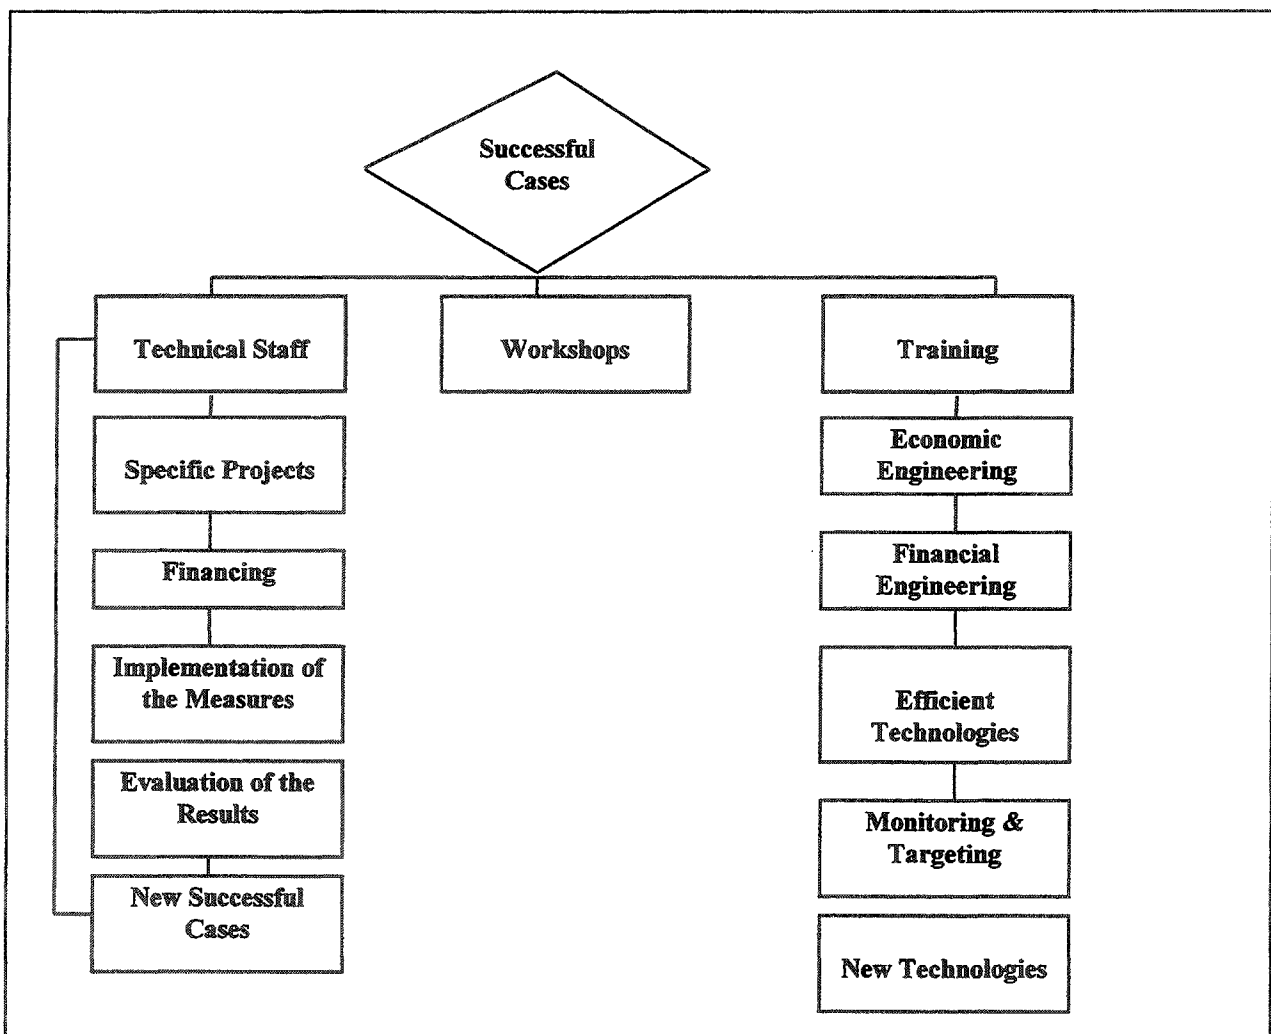 Successful
Cases
Technical Staff
Workshops
Training
Specific Projects
Financing
Implementation of
the Measures
Evaluation of the
Results
New Successful
Cases
Economic
Engineering
Financial
Engineering
Efficient
Technologies
Monitoring &
Targeting
New Technologies